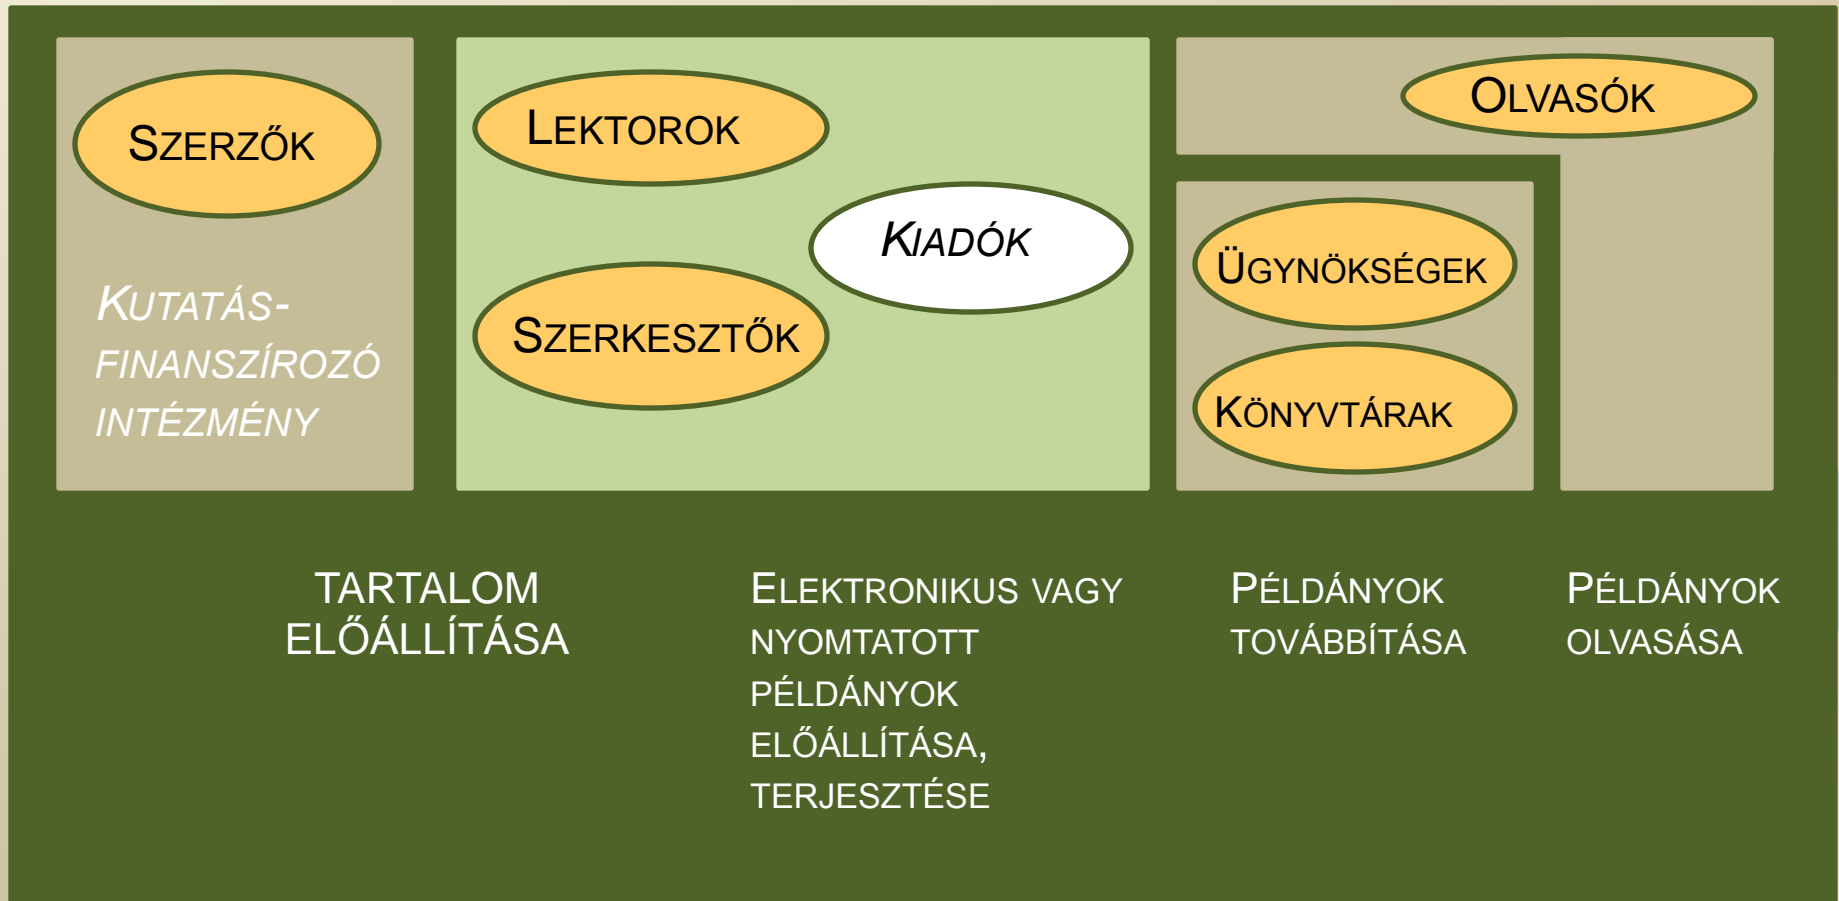 Szerzők
Kutatás-
finanszírozó
intézmény
Lektorok
Szerkesztők
Kiadók
Olvasók
Ügynökségek
Könyvtárak
TARTALOM
ELŐÁLLÍTÁSA
Elektronikus vagy
nyomtatott
példányok
előállítása,
terjesztése
Példányok
továbbítása
Példányok
olvasása